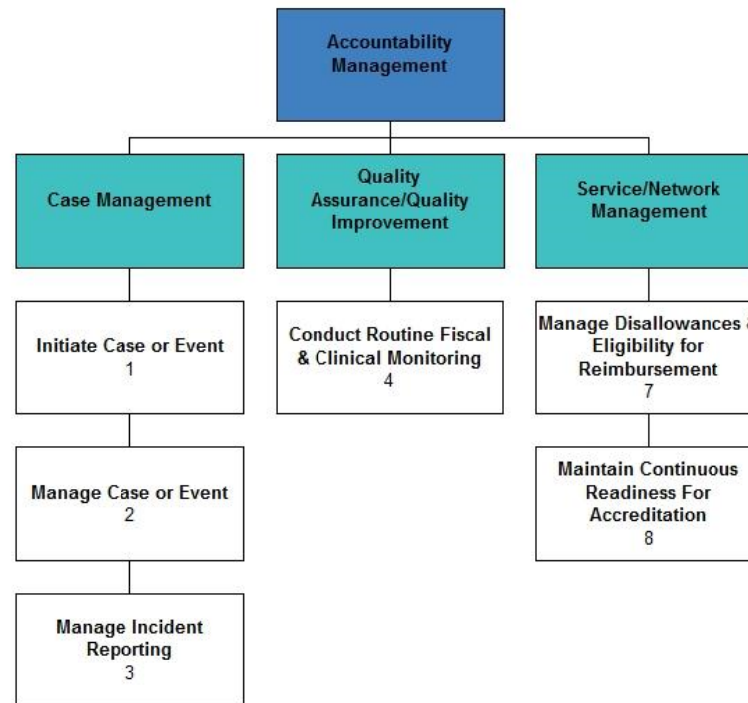 Accountability
Management
Case Management
Quality
Assurance/Quality
Improvement
Service/Network
Management
Initiate Case or Event
1
Conduct Routine Fiscal
& Clinical Monitoring
4
Manage Disallowances &
Eligibility for
Reimbursement
7
Manage Case or Event
2
Maintain Continuous
Readiness For
Accreditation
8
Manage Incident
Reporting
3